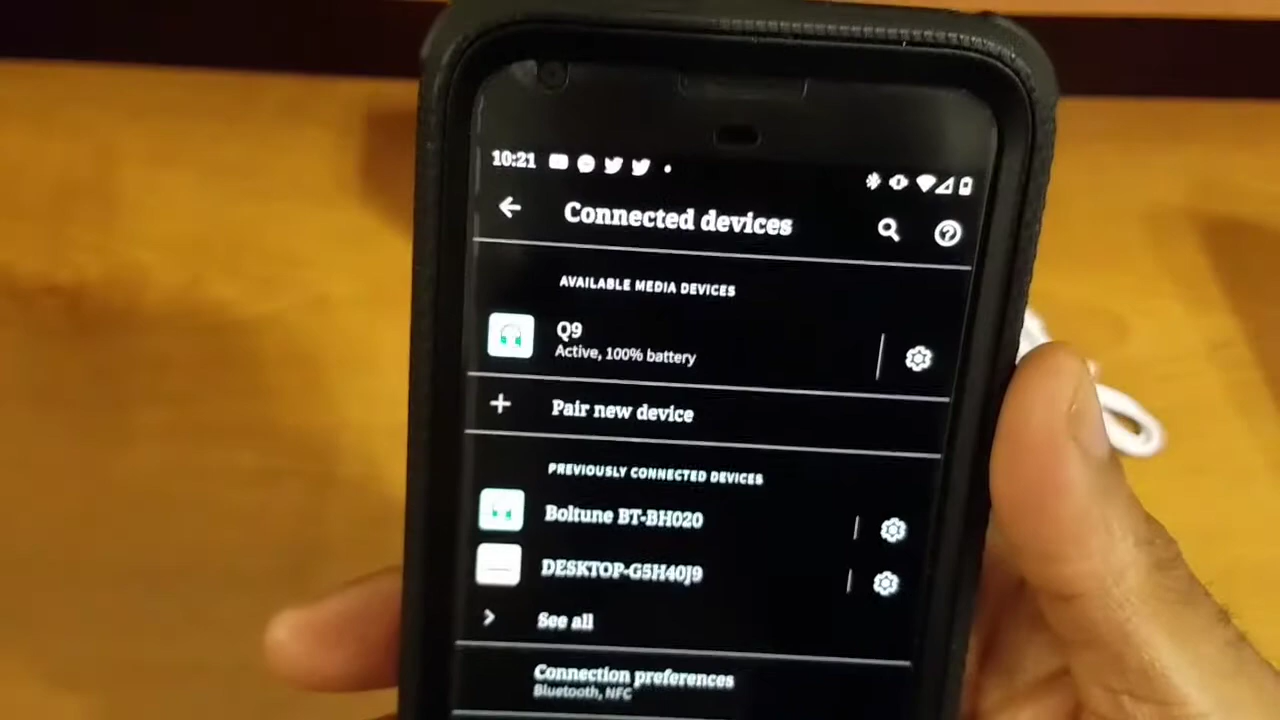 10:21
Connected devices
AVAILABLE MEDIA DEVICES
Q9
Active, 100% battery
Pair new device
PREVIOUSLY CONNECTED DEVICES
Boltune BT-BH020
DESKTOP-G5H40J9
See all
Connection preferences
Bluetooth, NFC